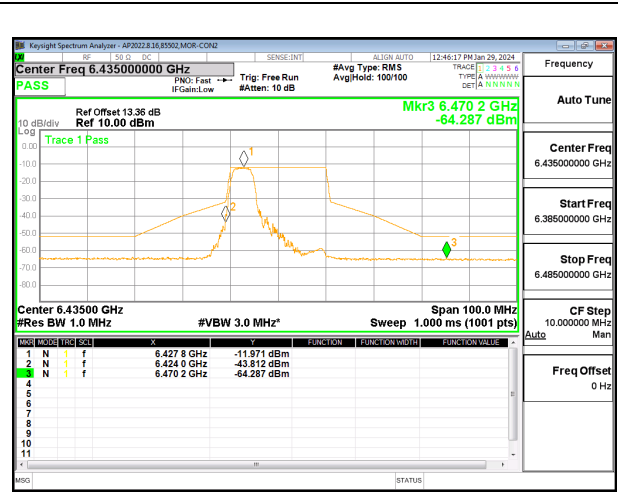 Keysight Spectrum Analyzer - AP2022.8.16,85502,MOR-CON2
RF 50 Ω DC SENSE:INT ALIGN AUTO 12:46:17 PM Jan 29, 2024
Center Freq 6.435000000 GHz #Avg Type: RMS TRACE 1 2 3 4 5 6
PNO: Fast Trig: Free Run Avg|Hold: 100/100 TYPE A WWWWW
PASS IFGain:Low #Atten: 10 dB DET A N N N N N
Frequency
Auto Tune
Center Freq
6.435000000 GHz
Start Freq
6.385000000 GHz
Stop Freq
6.485000000 GHz
CF Step
10.000000 MHz
Auto Man
Freq Offset
0 Hz
Mkr3 6.470 2 GHz
-64.287 dBm
Ref Offset 13.36 dB
10 dB/div Ref 10.00 dBm
Log
Trace 1 Pass
0.00
-10.0
-20.0
-30.0
-40.0
-50.0
-60.0
-70.0
-80.0
1
2
3
Center 6.43500 GHz Span 100.0 MHz
#Res BW 1.0 MHz #VBW 3.0 MHz* Sweep 1.000 ms (1001 pts)
MKR MODE TRC SCL X Y FUNCTION FUNCTION WIDTH FUNCTION VALUE
1 N 1 f 6.427 8 GHz -11.971 dBm
2 N 1 f 6.424 0 GHz -43.812 dBm
3 N 1 f 6.470 2 GHz -64.287 dBm
4
5
6
7
8
9
10
11
MSG STATUS